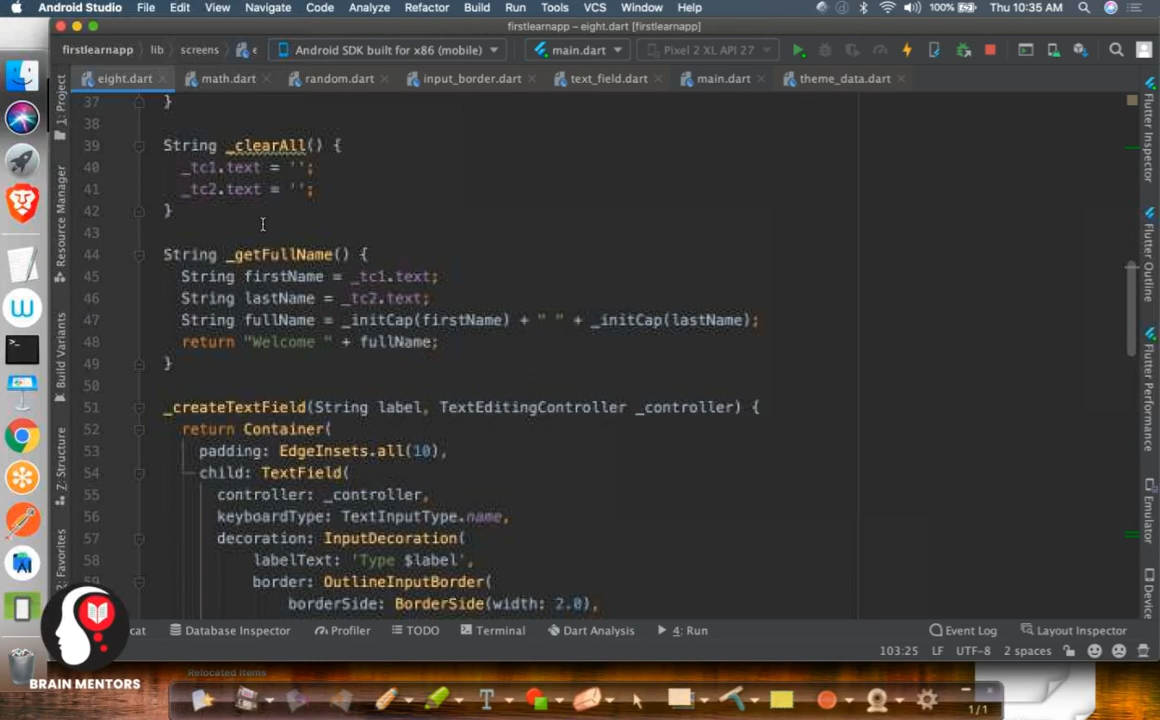 Android Studio File Edit View Navigate Code Analyze Refactor Build Run Tools VCS Window Help 100% Thu 10:35 AM
firstlearnapp – eight.dart [firstlearnapp]
firstlearnapp lib screens e Android SDK built for x86 (mobile) main.dart Pixel 2 XL API 27
eight.dart math.dart random.dart input_border.dart text_field.dart main.dart theme_data.dart
37 }
38
39 String _clearAll() {
40 _tc1.text = '';
41 _tc2.text = '';
42 }
43
44 String _getFullName() {
45 String firstName = _tc1.text;
46 String lastName = _tc2.text;
47 String fullName = _initCap(firstName) + " " + _initCap(lastName);
48 return "Welcome " + fullName;
49 }
50
51 _createTextField(String label, TextEditingController _controller) {
52 return Container(
53 padding: EdgeInsets.all(10),
54 child: TextField(
55 controller: _controller,
56 keyboardType: TextInputType.name,
57 decoration: InputDecoration(
58 labelText: 'Type $label',
59 border: OutlineInputBorder(
borderSide: BorderSide(width: 2.0),
1: Project
Resource Manager
Build Variants
7: Structure
2: Favorites
Flutter Inspector
Flutter Outline
Flutter Performance
Emulator
Device
cat Database Inspector Profiler TODO Terminal Dart Analysis 4: Run Event Log Layout Inspector
103:25 LF UTF-8 2 spaces
Relocated Items
BRAIN MENTORS
1/1